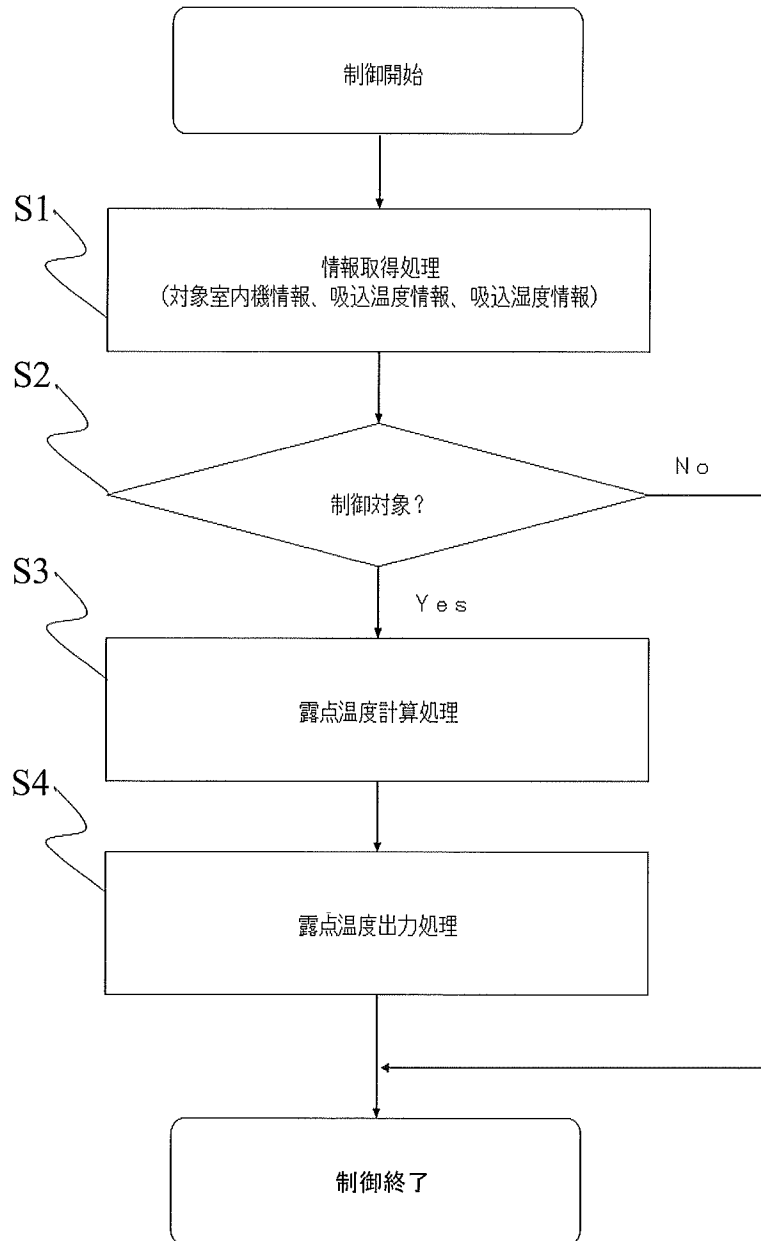 制御開始
S1
情報取得処理
(対象室内機情報、吸込温度情報、吸込湿度情報)
S2
制御対象?
No
Yes
S3
露点温度計算処理
S4
露点温度出力処理
制御終了